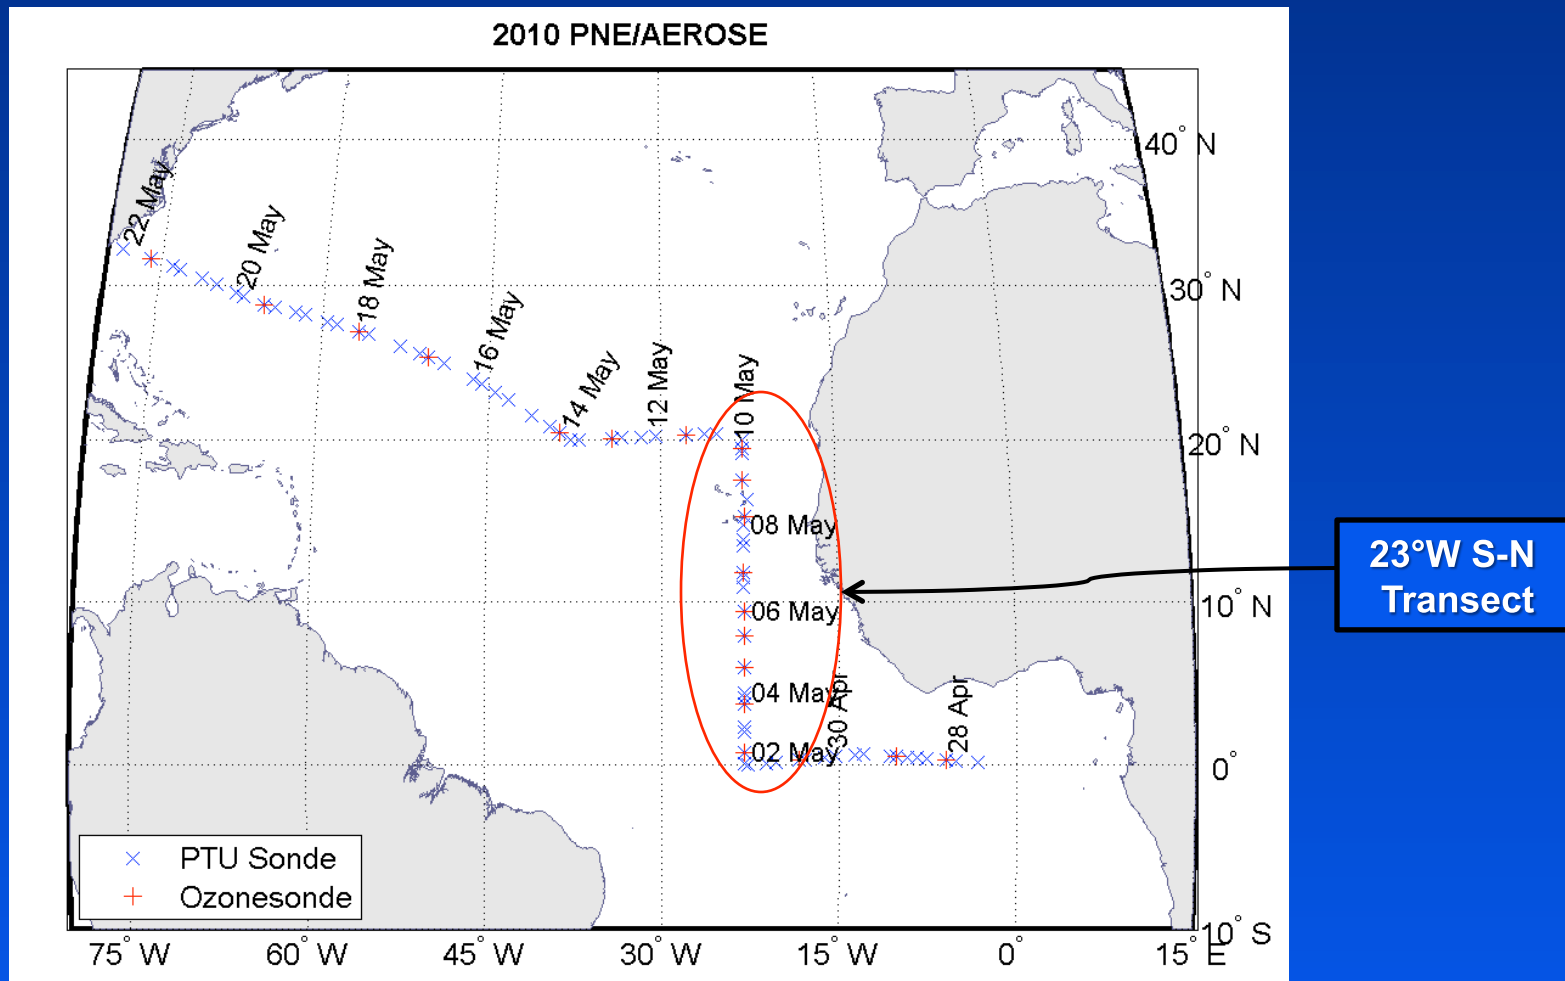 2010 PNE/AEROSE
40° N
22 May
20 May
18 May
30° N
16 May
14 May
12 May
10 May
20° N
08 May
23°W S-N
Transect
10° N
06 May
04 May
30 Apr
28 Apr
02 May
0°
PTU Sonde
Ozonesonde
10° S
75° W
60° W
45° W
30° W
15° W
0°
15° E